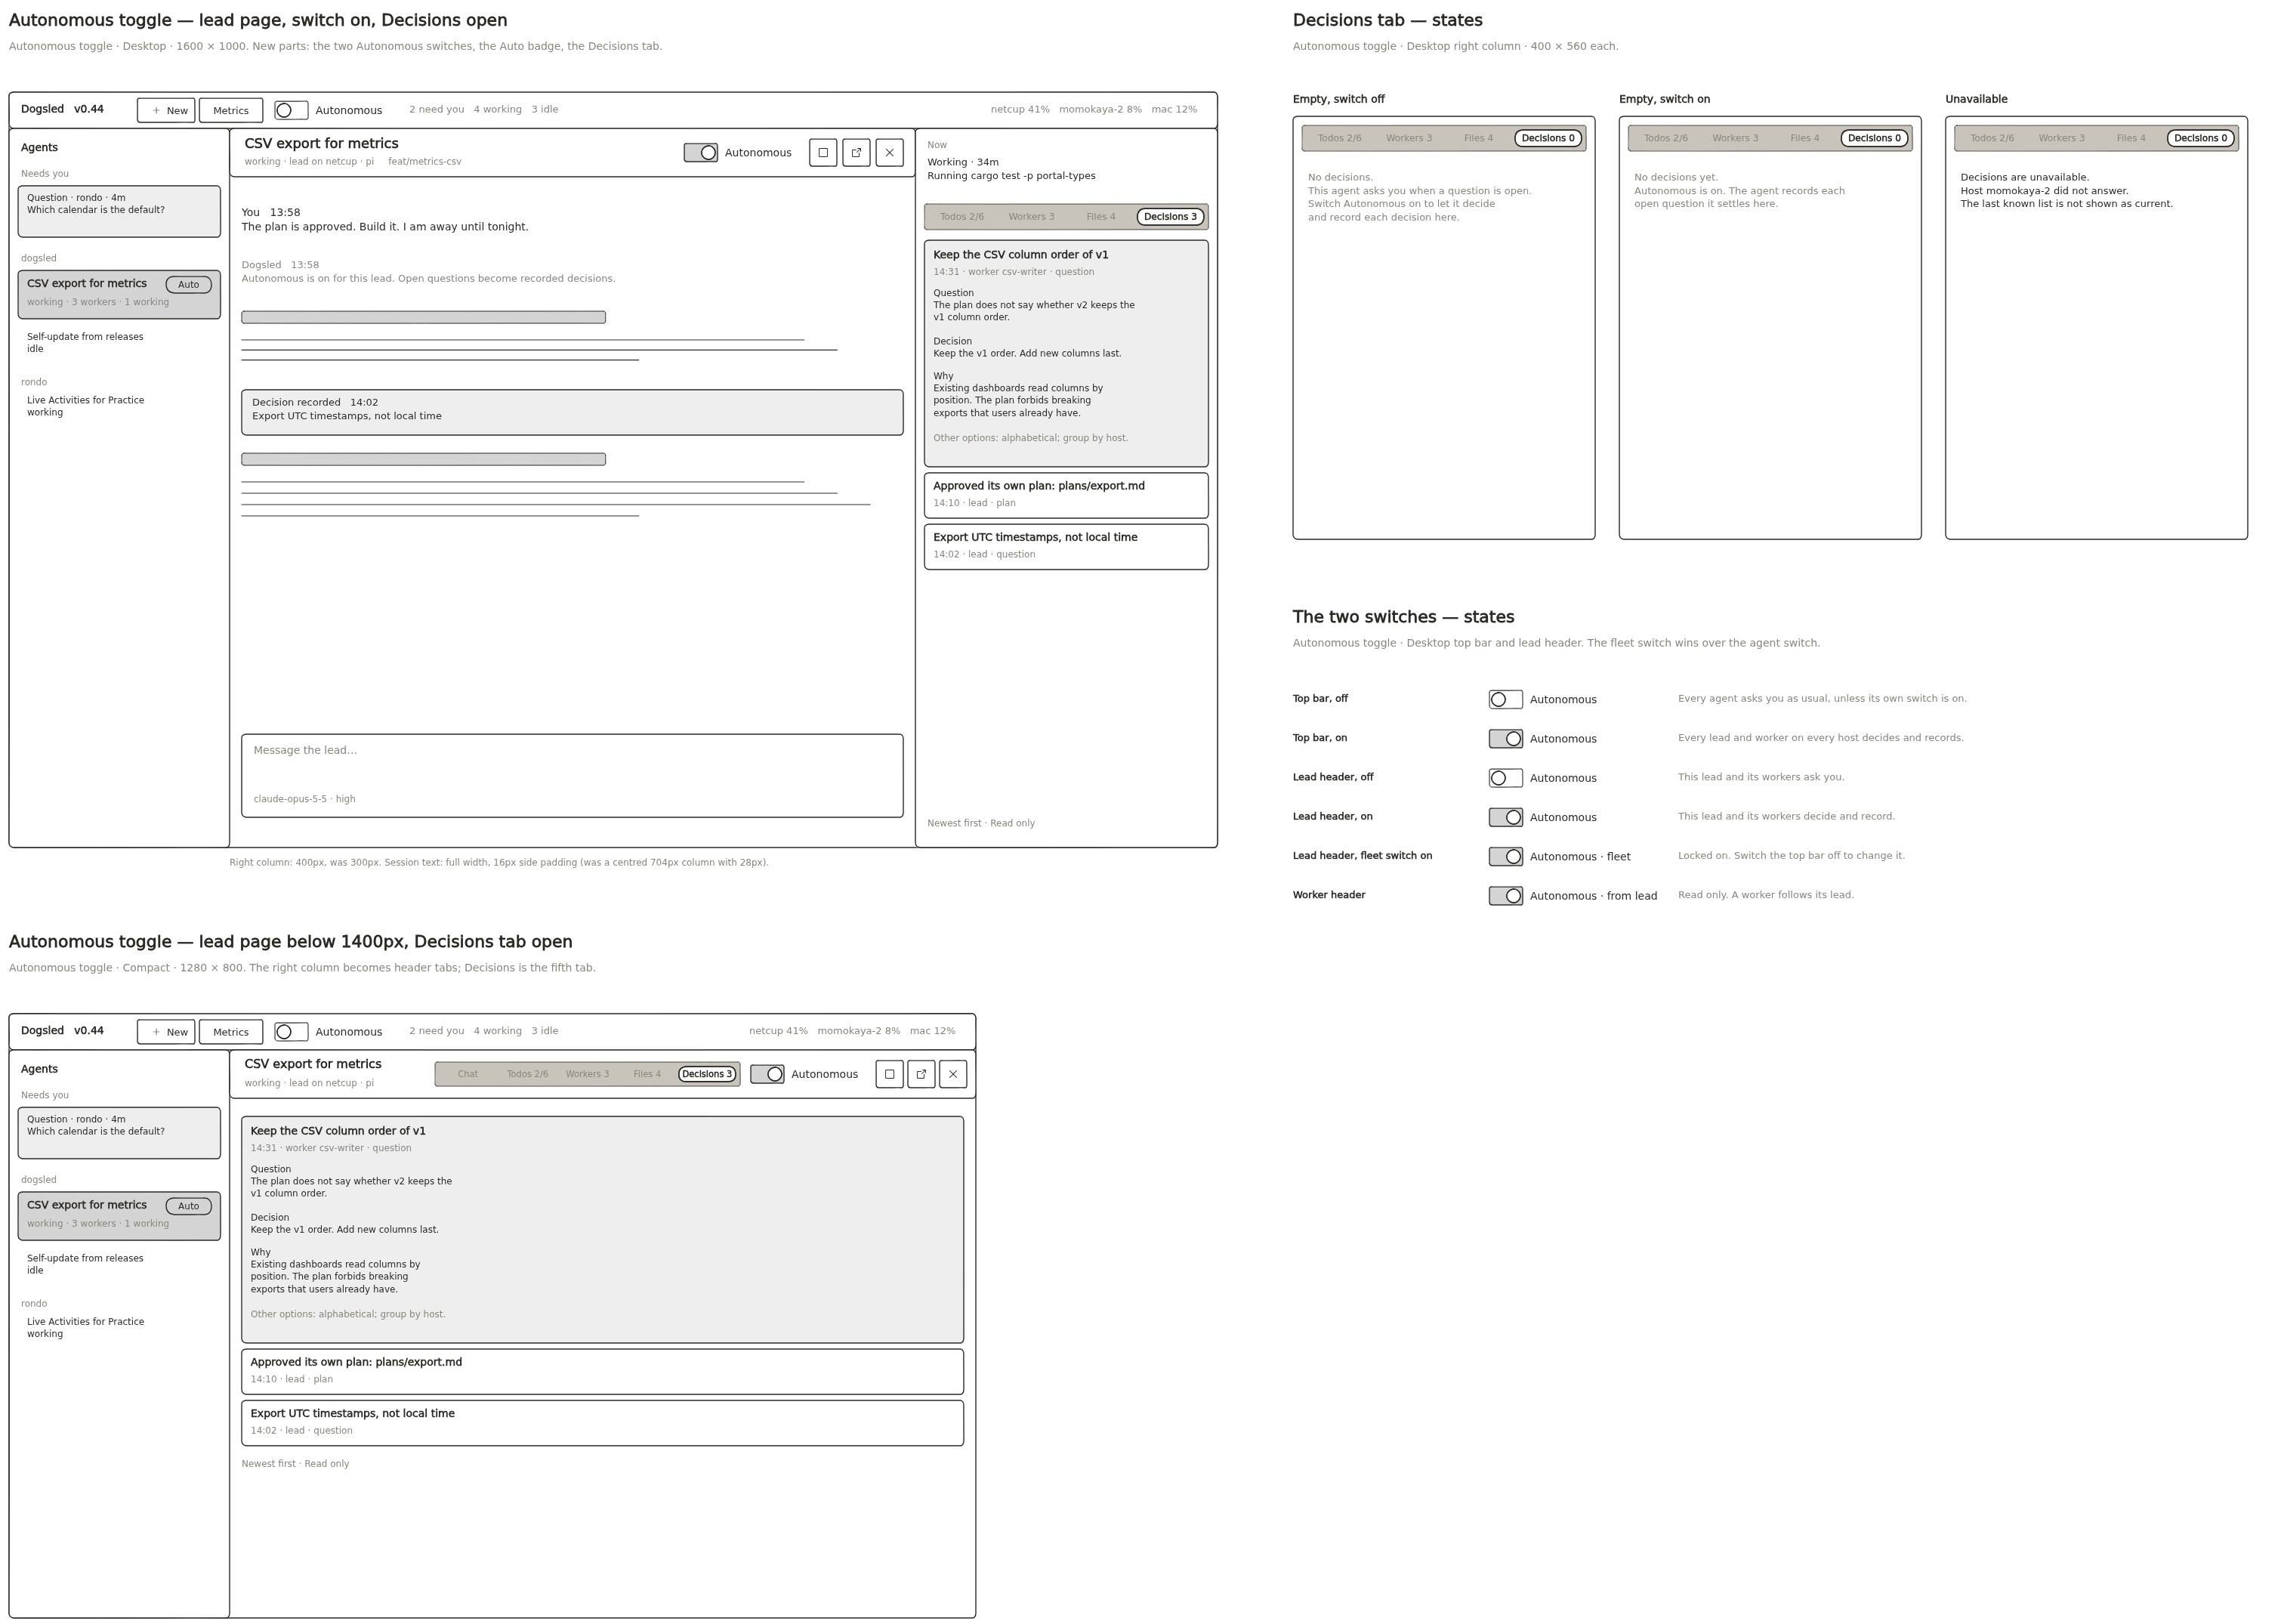 Autonomous toggle — lead page, switch on, Decisions open
Autonomous toggle · Desktop · 1600 × 1000. New parts: the two Autonomous switches, the Auto badge, the Decisions tab.
Dogsled v0.44
+ New
Metrics
Autonomous
2 need you 4 working 3 idle
netcup 41% momokaya-2 8% mac 12%
Agents
Needs you
Question · rondo · 4m
Which calendar is the default?
dogsled
CSV export for metrics
Auto
working · 3 workers · 1 working
Self-update from releases
idle
rondo
Live Activities for Practice
working
CSV export for metrics
working · lead on netcup · pi feat/metrics-csv
Autonomous
You 13:58
The plan is approved. Build it. I am away until tonight.
Dogsled 13:58
Autonomous is on for this lead. Open questions become recorded decisions.
Decision recorded 14:02
Export UTC timestamps, not local time
Message the lead…
claude-opus-5-5 · high
Now
Working · 34m
Running cargo test -p portal-types
Todos 2/6 Workers 3 Files 4 Decisions 3
Keep the CSV column order of v1
14:31 · worker csv-writer · question
Question
The plan does not say whether v2 keeps the
v1 column order.
Decision
Keep the v1 order. Add new columns last.
Why
Existing dashboards read columns by
position. The plan forbids breaking
exports that users already have.
Other options: alphabetical; group by host.
Approved its own plan: plans/export.md
14:10 · lead · plan
Export UTC timestamps, not local time
14:02 · lead · question
Newest first · Read only
Right column: 400px, was 300px. Session text: full width, 16px side padding (was a centred 704px column with 28px).
Decisions tab — states
Autonomous toggle · Desktop right column · 400 × 560 each.
Empty, switch off
Todos 2/6 Workers 3 Files 4 Decisions 0
No decisions.
This agent asks you when a question is open.
Switch Autonomous on to let it decide
and record each decision here.
Empty, switch on
Todos 2/6 Workers 3 Files 4 Decisions 0
No decisions yet.
Autonomous is on. The agent records each
open question it settles here.
Unavailable
Todos 2/6 Workers 3 Files 4 Decisions 0
Decisions are unavailable.
Host momokaya-2 did not answer.
The last known list is not shown as current.
The two switches — states
Autonomous toggle · Desktop top bar and lead header. The fleet switch wins over the agent switch.
Top bar, off Autonomous Every agent asks you as usual, unless its own switch is on.
Top bar, on Autonomous Every lead and worker on every host decides and records.
Lead header, off Autonomous This lead and its workers ask you.
Lead header, on Autonomous This lead and its workers decide and record.
Lead header, fleet switch on Autonomous · fleet Locked on. Switch the top bar off to change it.
Worker header Autonomous · from lead Read only. A worker follows its lead.
Autonomous toggle — lead page below 1400px, Decisions tab open
Autonomous toggle · Compact · 1280 × 800. The right column becomes header tabs; Decisions is the fifth tab.
Dogsled v0.44
+ New
Metrics
Autonomous
2 need you 4 working 3 idle
netcup 41% momokaya-2 8% mac 12%
Agents
Needs you
Question · rondo · 4m
Which calendar is the default?
dogsled
CSV export for metrics
Auto
working · 3 workers · 1 working
Self-update from releases
idle
rondo
Live Activities for Practice
working
CSV export for metrics
working · lead on netcup · pi
Chat Todos 2/6 Workers 3 Files 4 Decisions 3
Autonomous
Keep the CSV column order of v1
14:31 · worker csv-writer · question
Question
The plan does not say whether v2 keeps the
v1 column order.
Decision
Keep the v1 order. Add new columns last.
Why
Existing dashboards read columns by
position. The plan forbids breaking
exports that users already have.
Other options: alphabetical; group by host.
Approved its own plan: plans/export.md
14:10 · lead · plan
Export UTC timestamps, not local time
14:02 · lead · question
Newest first · Read only